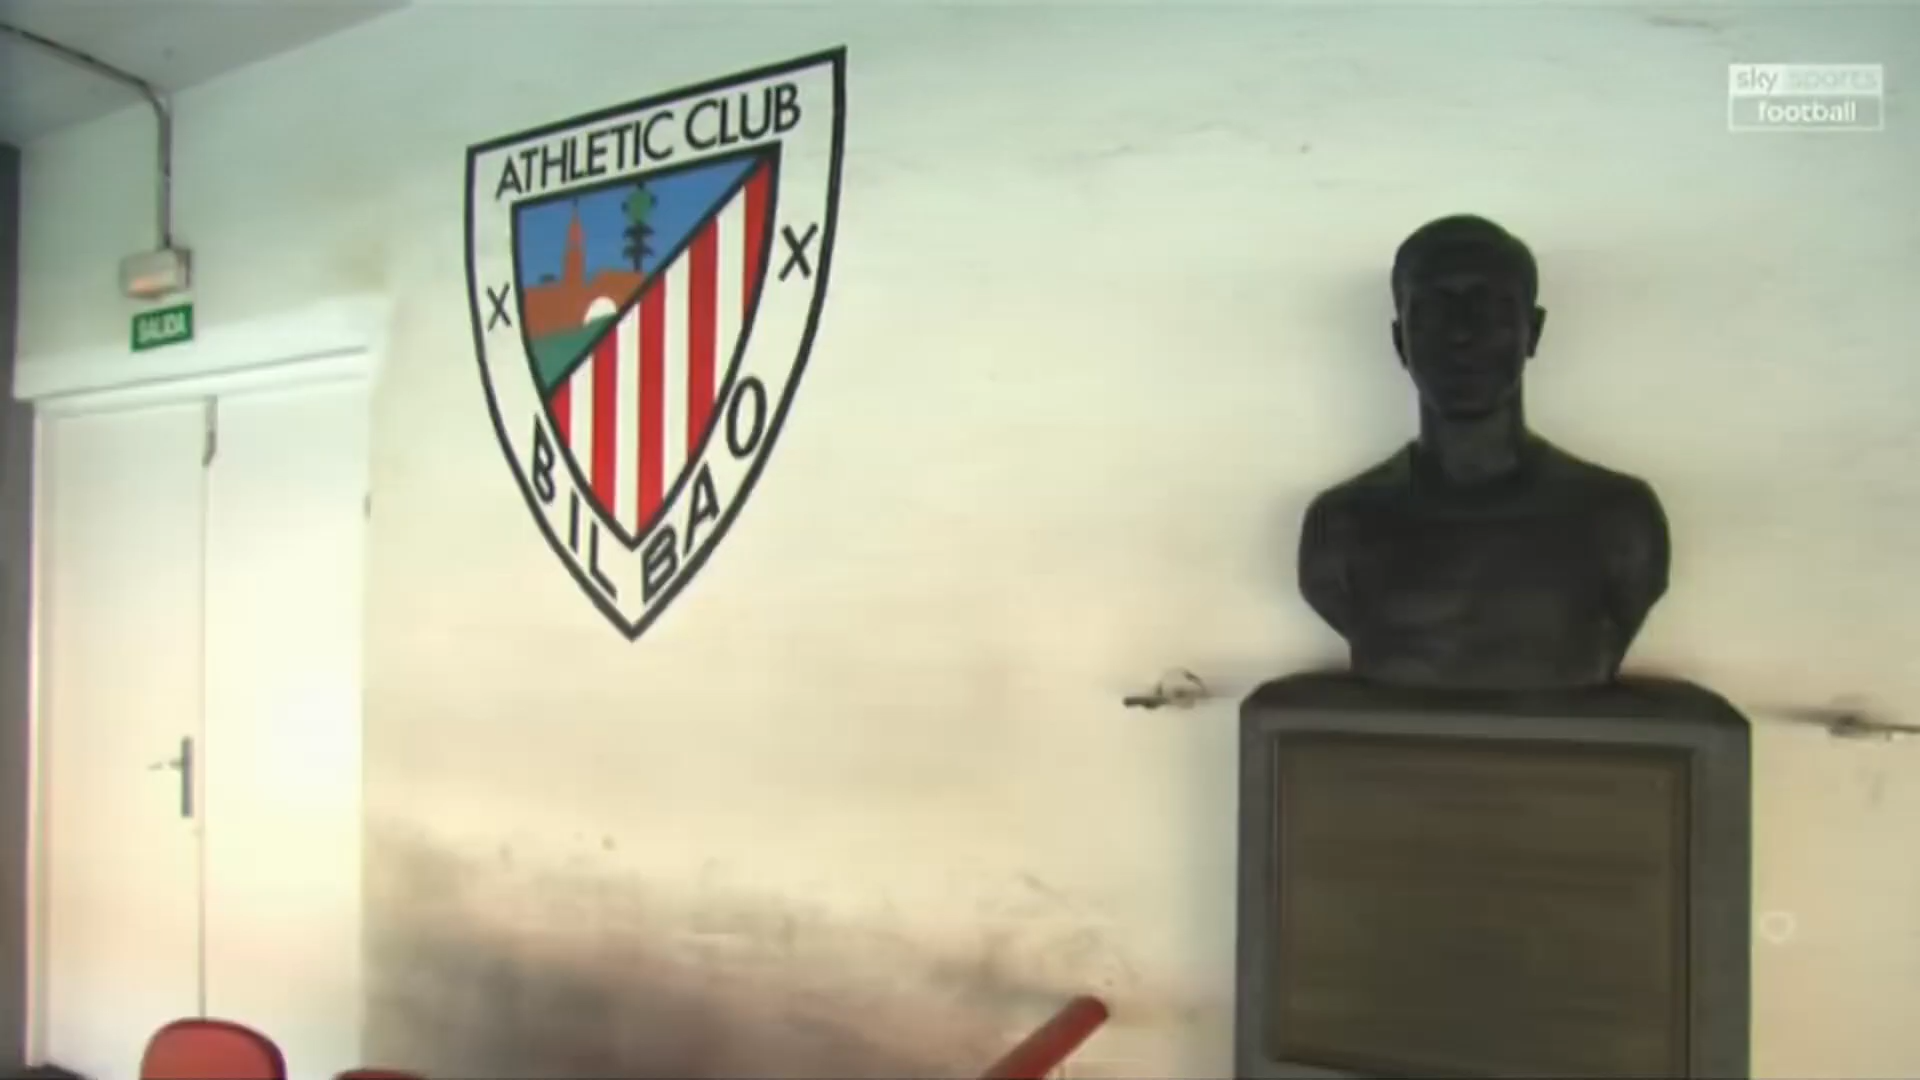 ATHLETIC CLUB
X X
BILBAO
SALIDA
sky sports
football